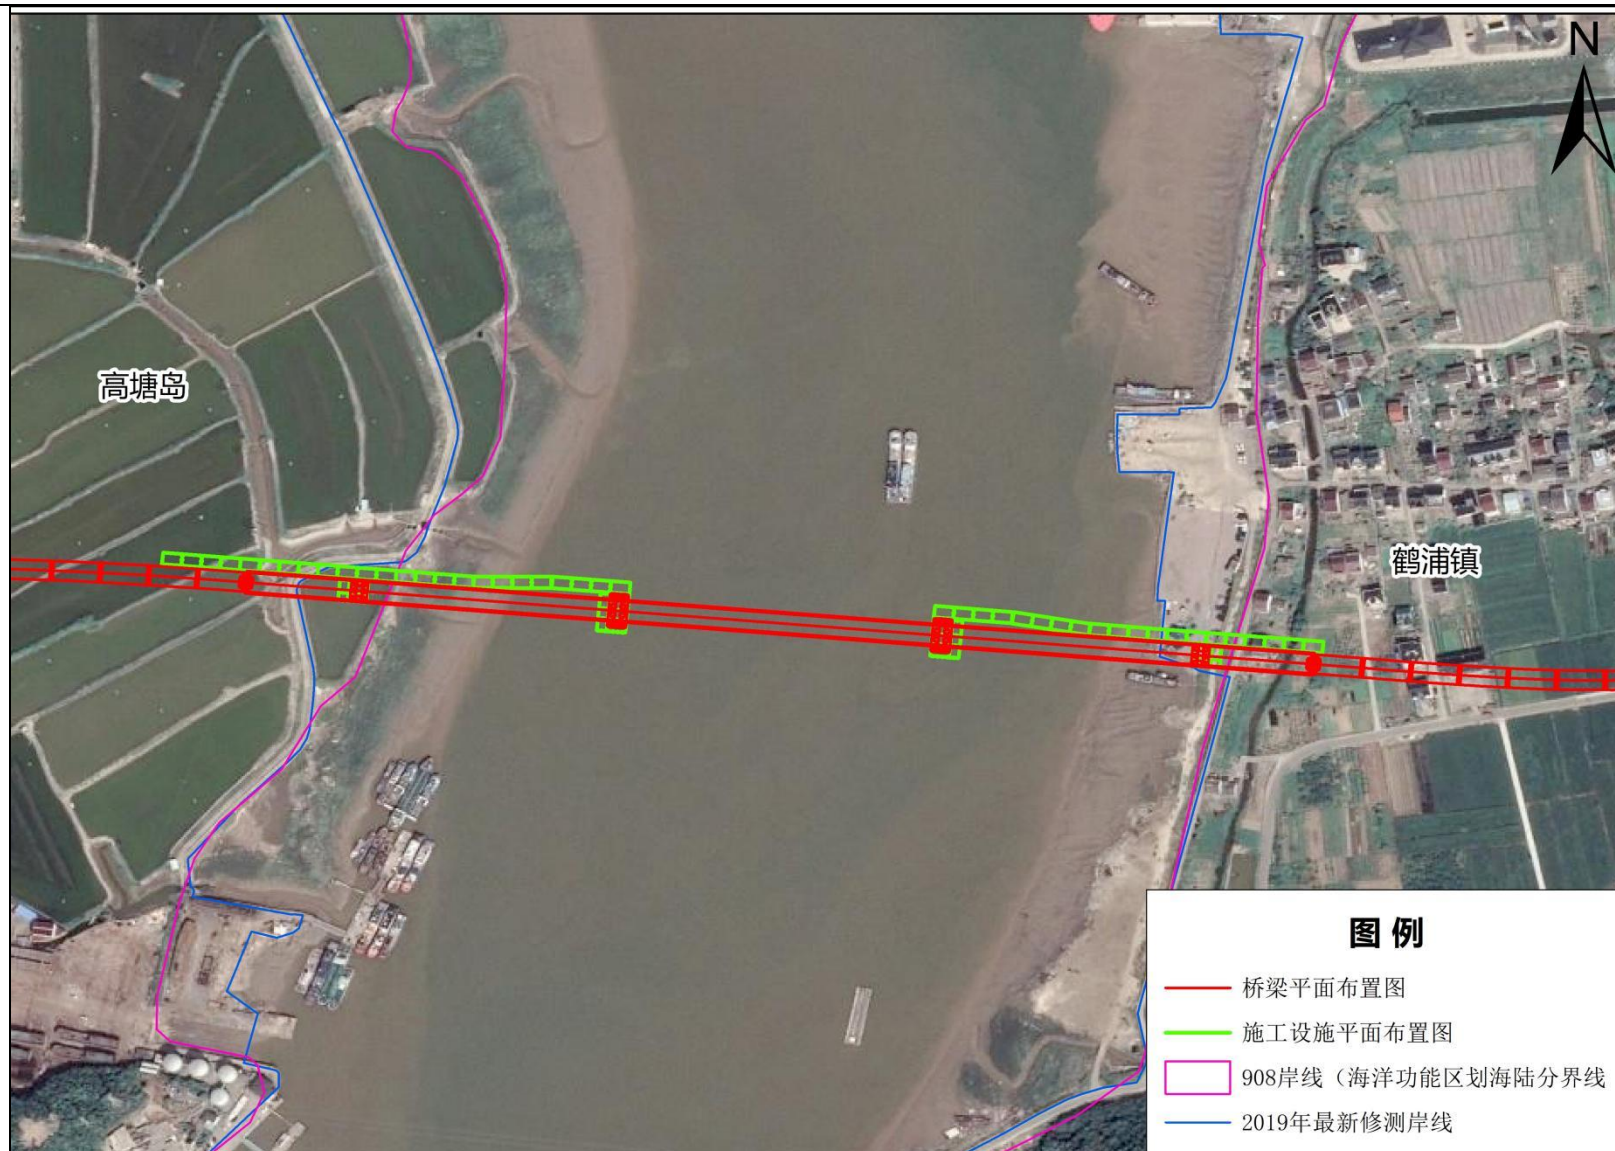 N
高塘岛
鹤浦镇
图 例
桥梁平面布置图
施工设施平面布置图
908岸线（海洋功能区划海陆分界线
2019年最新修测岸线